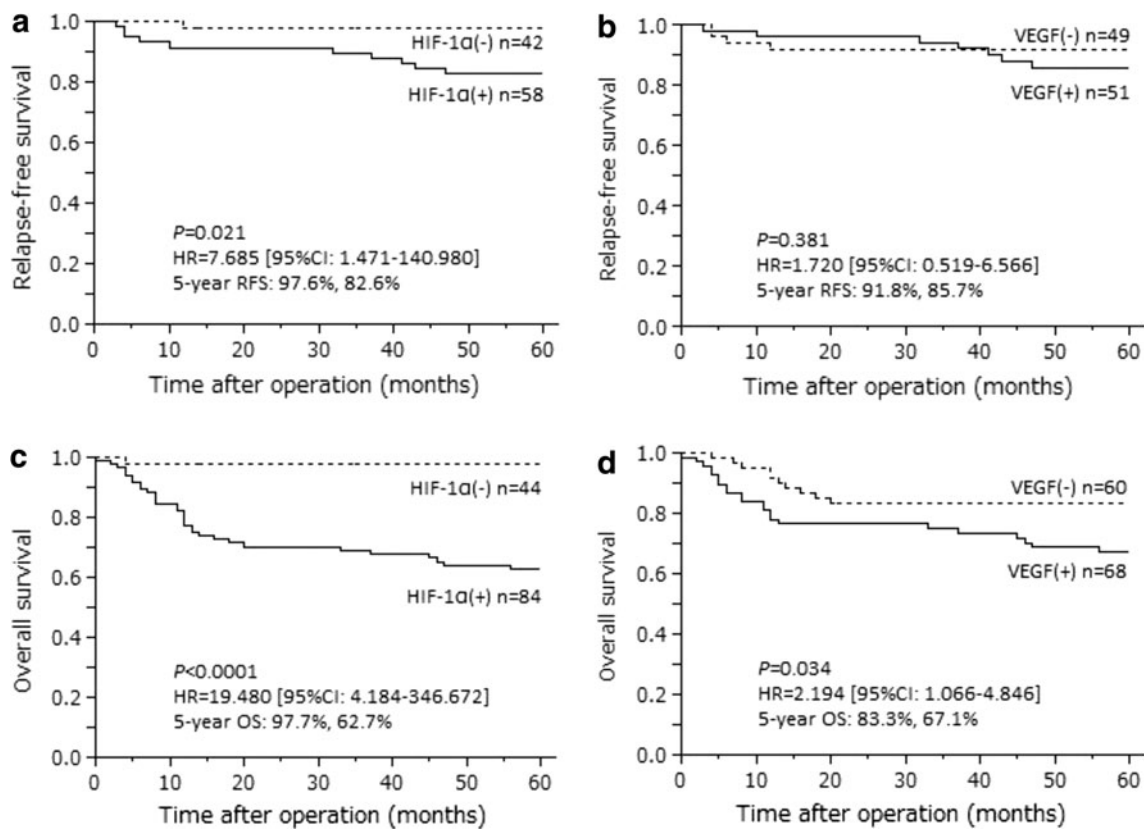 a
Relapse-free survival
1.0
0.8
0.6
0.4
0.2
0.0
HIF-1α(-) n=42
HIF-1α(+) n=58
P=0.021
HR=7.685 [95%CI: 1.471-140.980]
5-year RFS: 97.6%, 82.6%
0 10 20 30 40 50 60
Time after operation (months)
b
Relapse-free survival
1.0
0.8
0.6
0.4
0.2
0.0
VEGF(-) n=49
VEGF(+) n=51
P=0.381
HR=1.720 [95%CI: 0.519-6.566]
5-year RFS: 91.8%, 85.7%
0 10 20 30 40 50 60
Time after operation (months)
c
Overall survival
1.0
0.8
0.6
0.4
0.2
0.0
HIF-1α(-) n=44
HIF-1α(+) n=84
P<0.0001
HR=19.480 [95%CI: 4.184-346.672]
5-year OS: 97.7%, 62.7%
0 10 20 30 40 50 60
Time after operation (months)
d
Overall survival
1.0
0.8
0.6
0.4
0.2
0.0
VEGF(-) n=60
VEGF(+) n=68
P=0.034
HR=2.194 [95%CI: 1.066-4.846]
5-year OS: 83.3%, 67.1%
0 10 20 30 40 50 60
Time after operation (months)